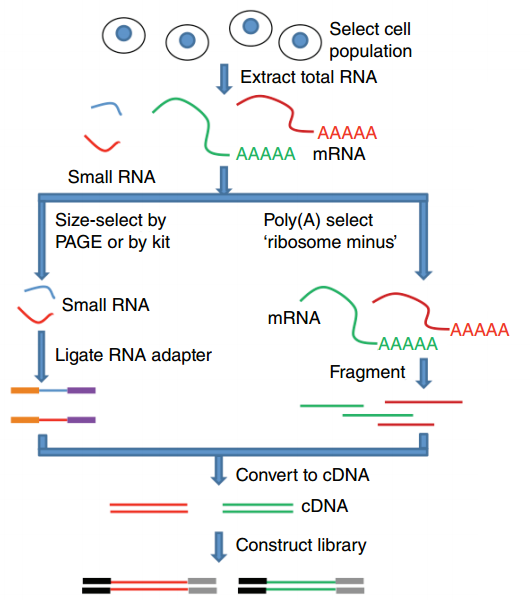 Select cell
population
Extract total RNA
AAAAA
AAAAA mRNA
Small RNA
Size-select by
PAGE or by kit
Poly(A) select
‘ribosome minus’
Small RNA
mRNA
AAAAA
AAAAA
Ligate RNA adapter
Fragment
Convert to cDNA
cDNA
Construct library